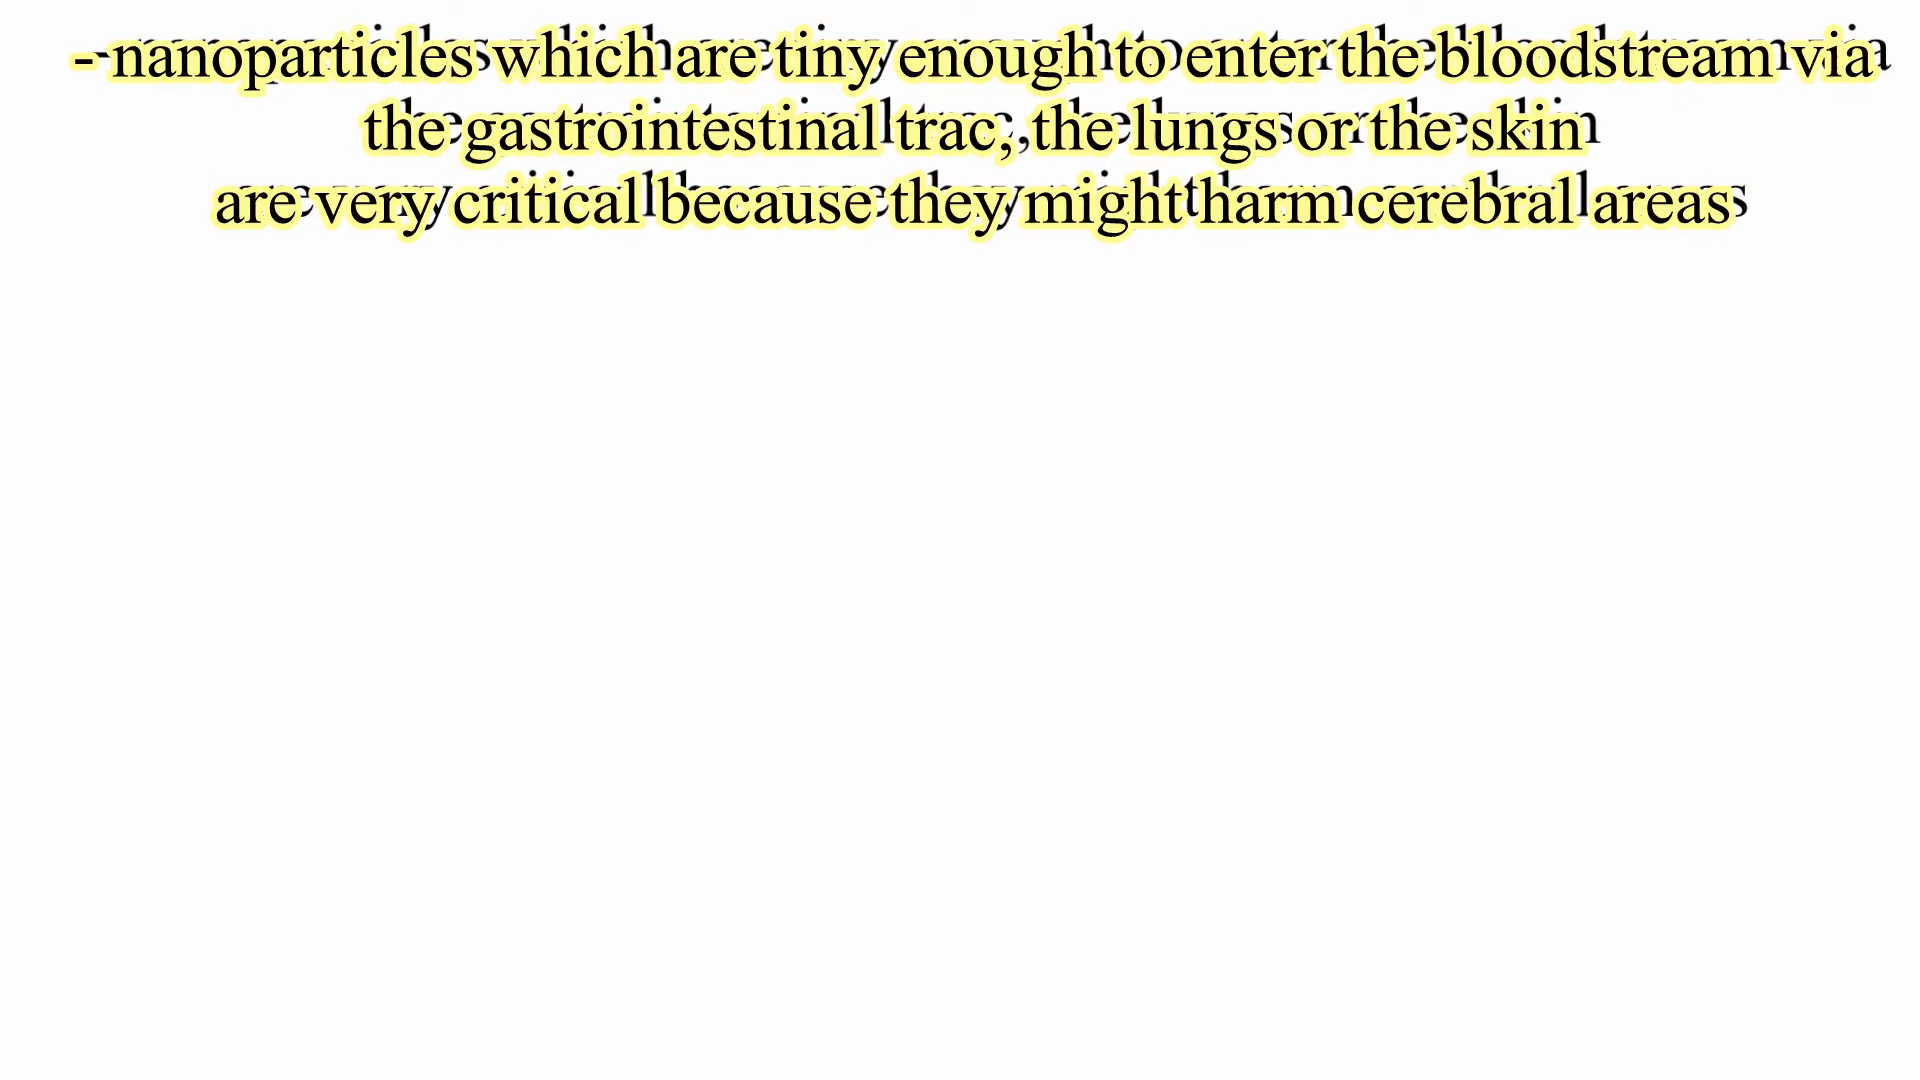 - nanoparticles which are tiny enough to enter the bloodstream via
the gastrointestinal trac, the lungs or the skin
are very critical because they might harm cerebral areas